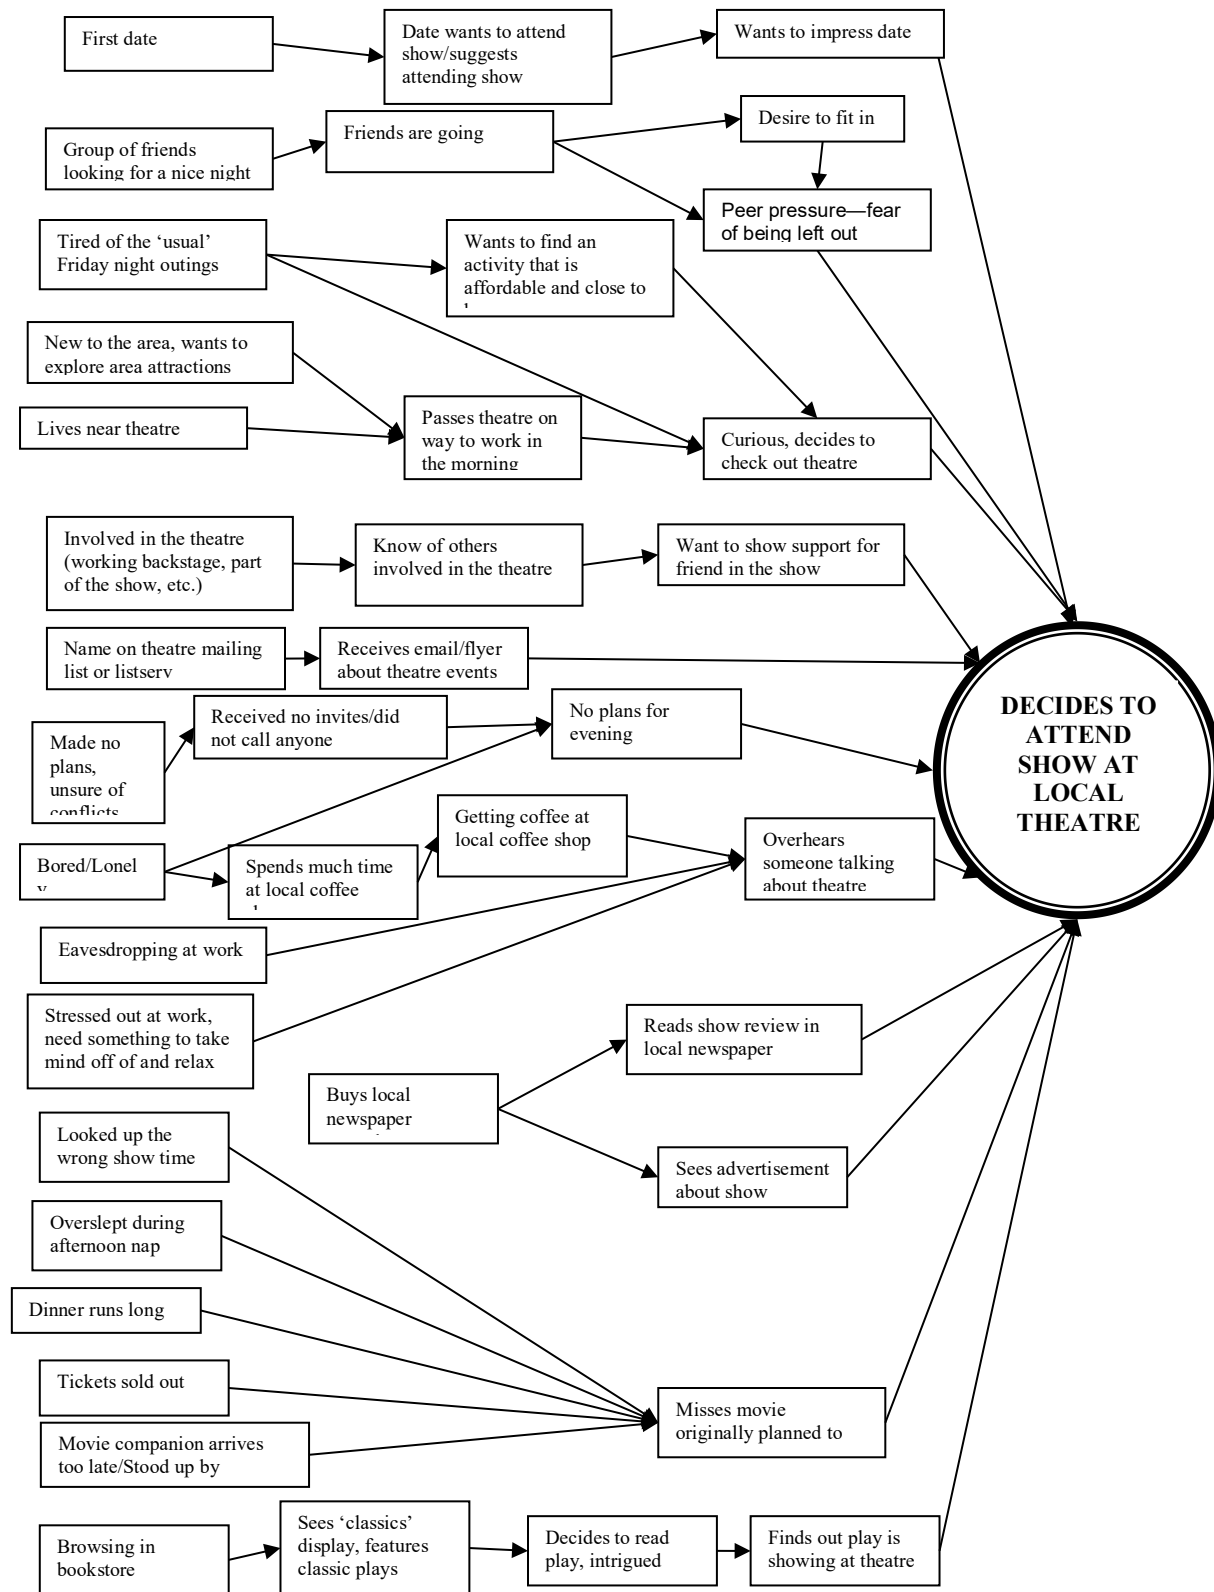 First date
Date wants to attend
show/suggests
attending show
Wants to impress date
Group of friends
looking for a nice night
Friends are going
Desire to fit in
Peer pressure—fear
of being left out
Tired of the ‘usual’
Friday night outings
Wants to find an
activity that is
affordable and close to
New to the area, wants to
explore area attractions
Lives near theatre
Passes theatre on
way to work in
the morning
Curious, decides to
check out theatre
Involved in the theatre
(working backstage, part
of the show, etc.)
Know of others
involved in the theatre
Want to show support for
friend in the show
Name on theatre mailing
list or listserv
Receives email/flyer
about theatre events
Made no
plans,
unsure of
conflicts
Received no invites/did
not call anyone
No plans for
evening
DECIDES TO
ATTEND
SHOW AT
LOCAL
THEATRE
Bored/Lonel
y
Spends much time
at local coffee
Getting coffee at
local coffee shop
Overhears
someone talking
about theatre
Eavesdropping at work
Stressed out at work,
need something to take
mind off of and relax
Buys local
newspaper
Reads show review in
local newspaper
Sees advertisement
about show
Looked up the
wrong show time
Overslept during
afternoon nap
Dinner runs long
Tickets sold out
Movie companion arrives
too late/Stood up by
Misses movie
originally planned to
Browsing in
bookstore
Sees ‘classics’
display, features
classic plays
Decides to read
play, intrigued
Finds out play is
showing at theatre